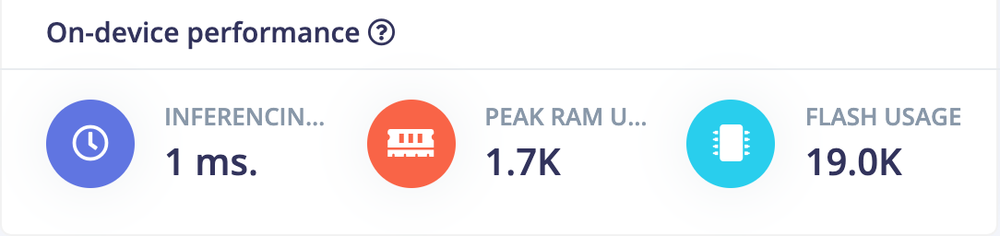 On-device performance
INFERENCIN...
1 ms.
PEAK RAM U...
1.7K
FLASH USAGE
19.0K